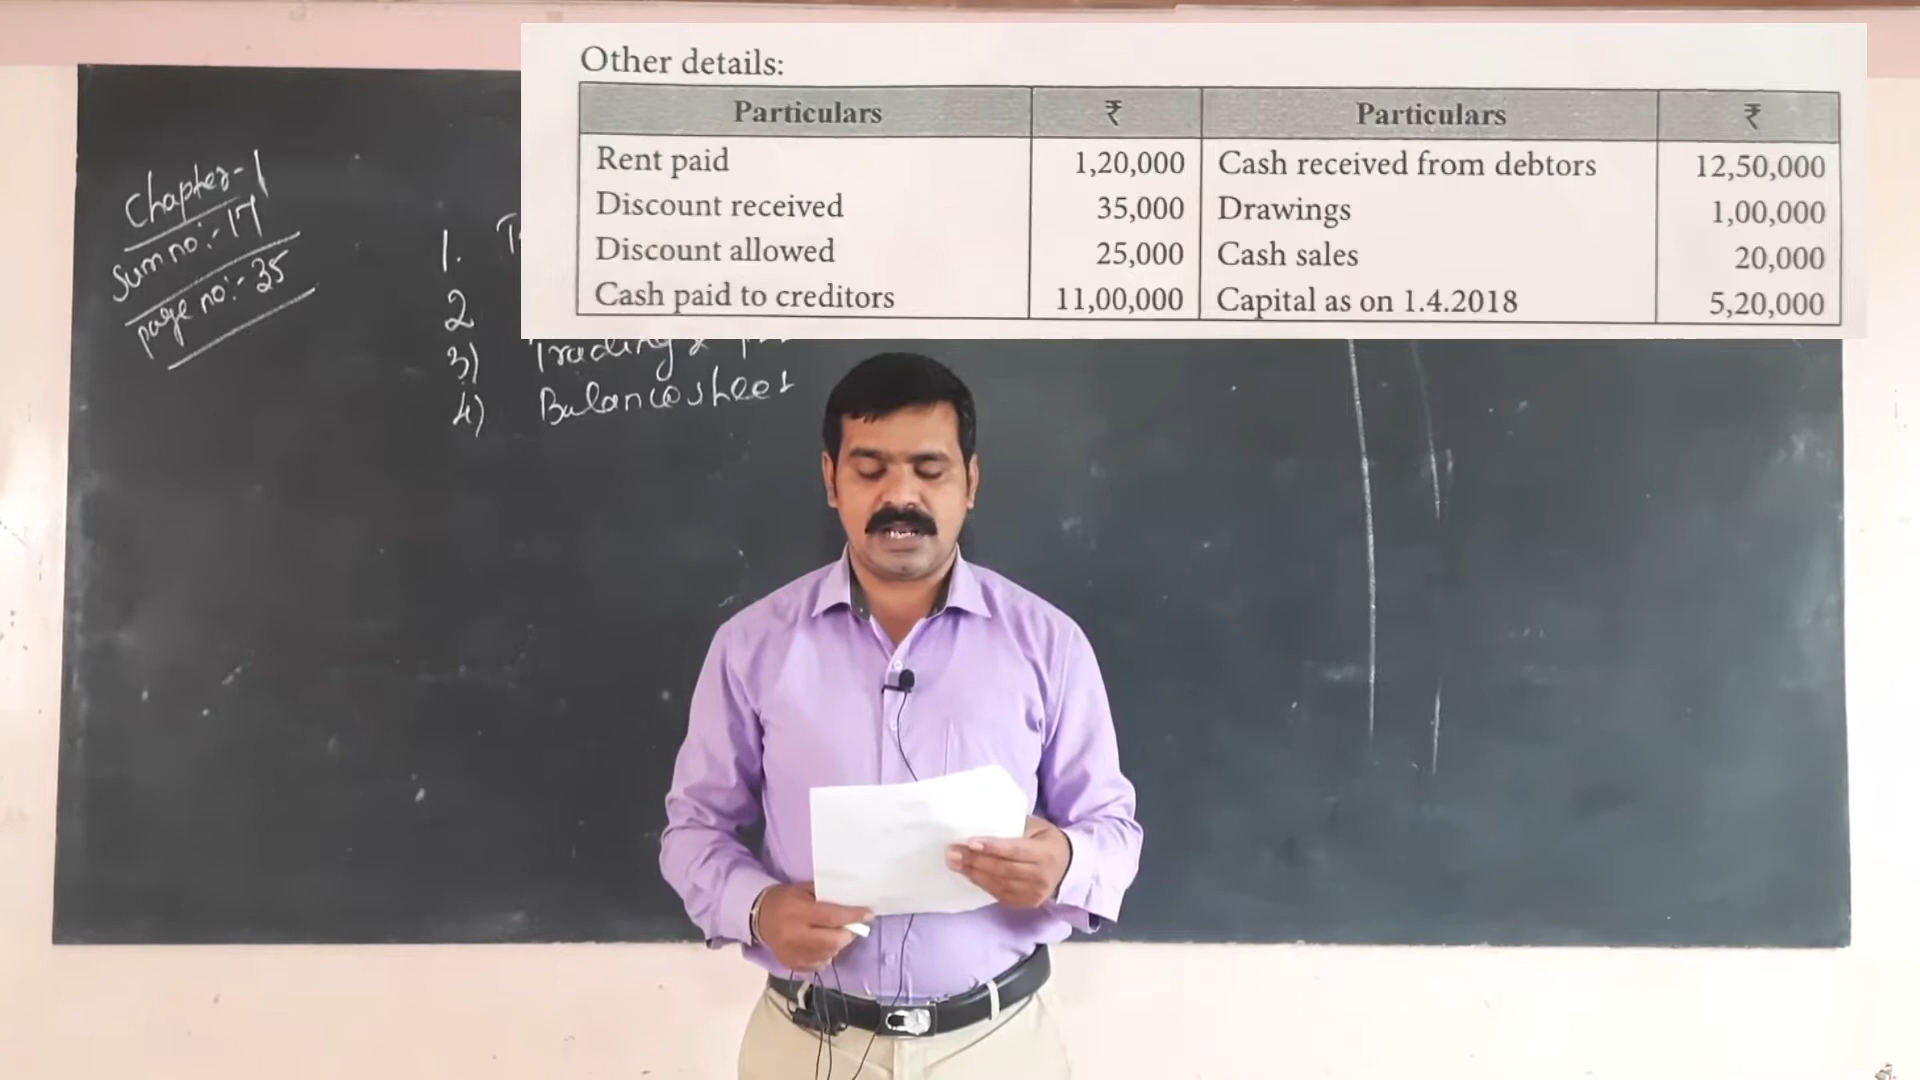 Other details:
Particulars ₹ Particulars ₹
Rent paid 1,20,000 Cash received from debtors 12,50,000
Discount received 35,000 Drawings 1,00,000
Discount allowed 25,000 Cash sales 20,000
Cash paid to creditors 11,00,000 Capital as on 1.4.2018 5,20,000
Chapter-1
Sum no:-17
page no:-35
1.
2
3) Trading &
4) Balancesheet